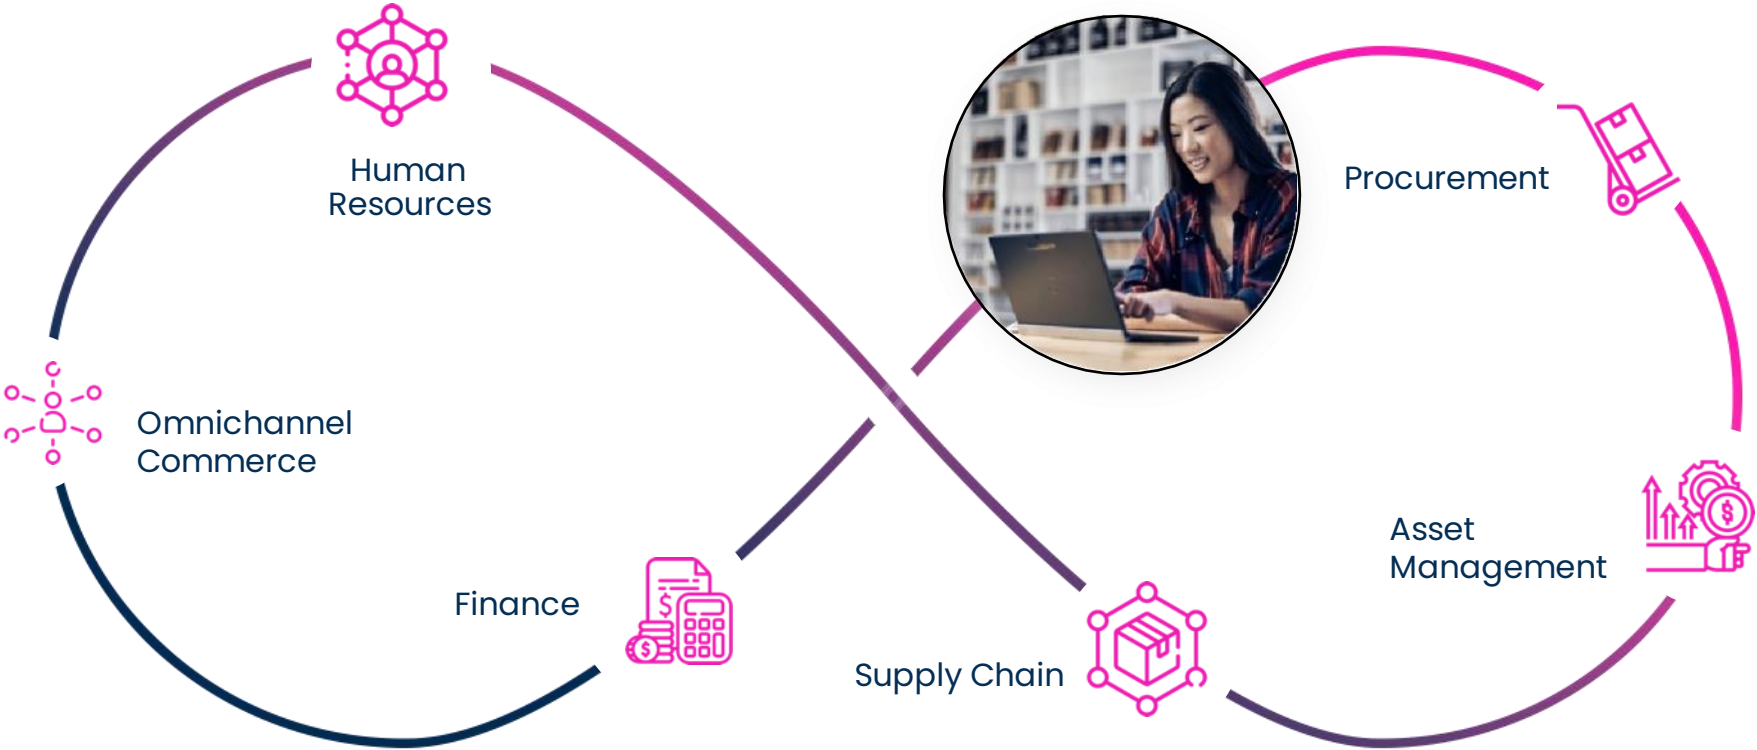 Human
Resources
Procurement
Omnichannel
Commerce
Asset
Management
Finance
Supply Chain